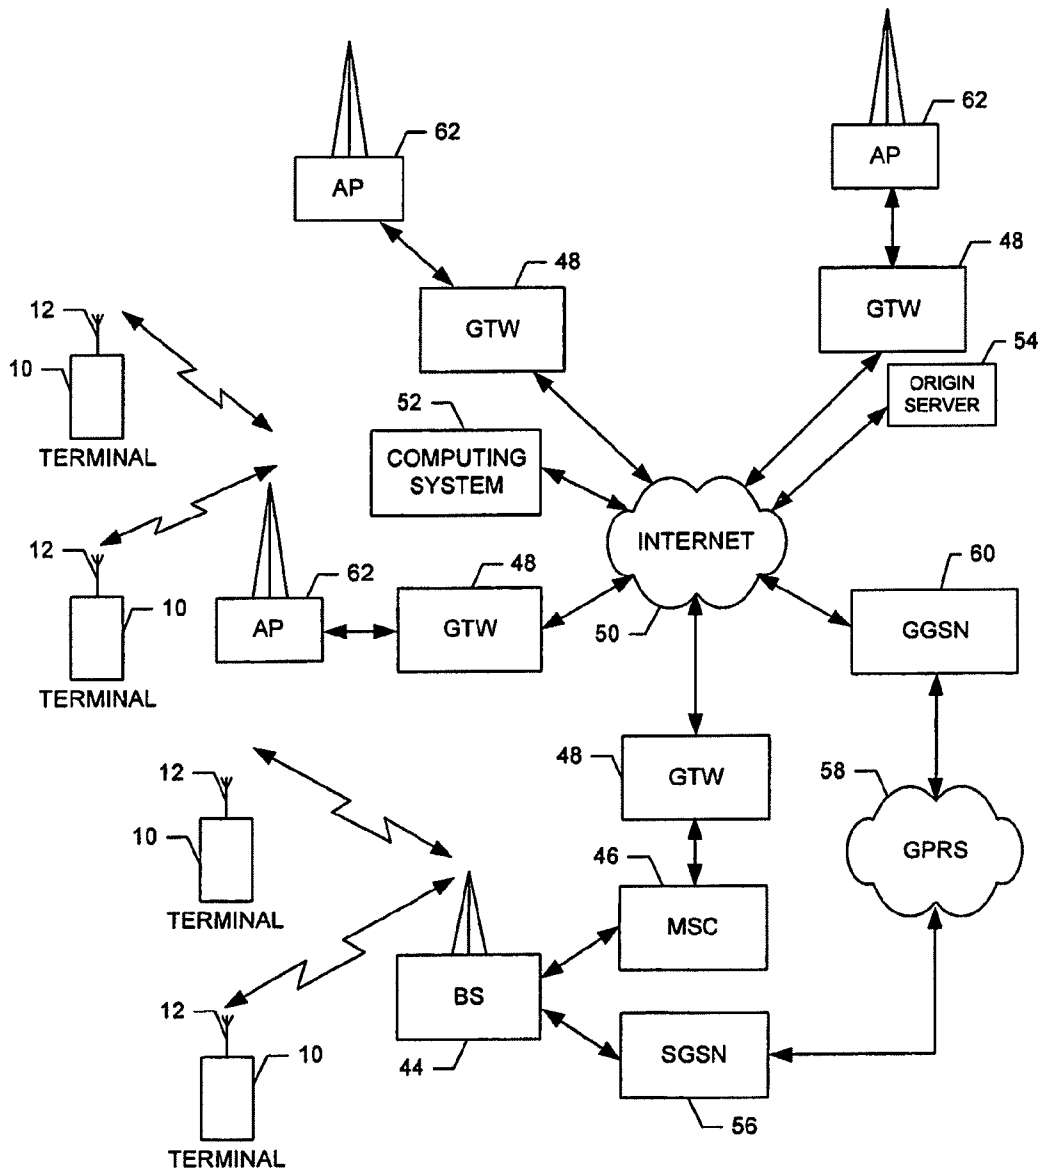 62
AP
62
AP
48
GTW
48
GTW
12
10
TERMINAL
54
ORIGIN
SERVER
52
COMPUTING
SYSTEM
INTERNET
50
12
10
TERMINAL
62
AP
48
GTW
60
GGSN
48
GTW
58
GPRS
12
10
TERMINAL
46
MSC
BS
44
12
10
TERMINAL
SGSN
56